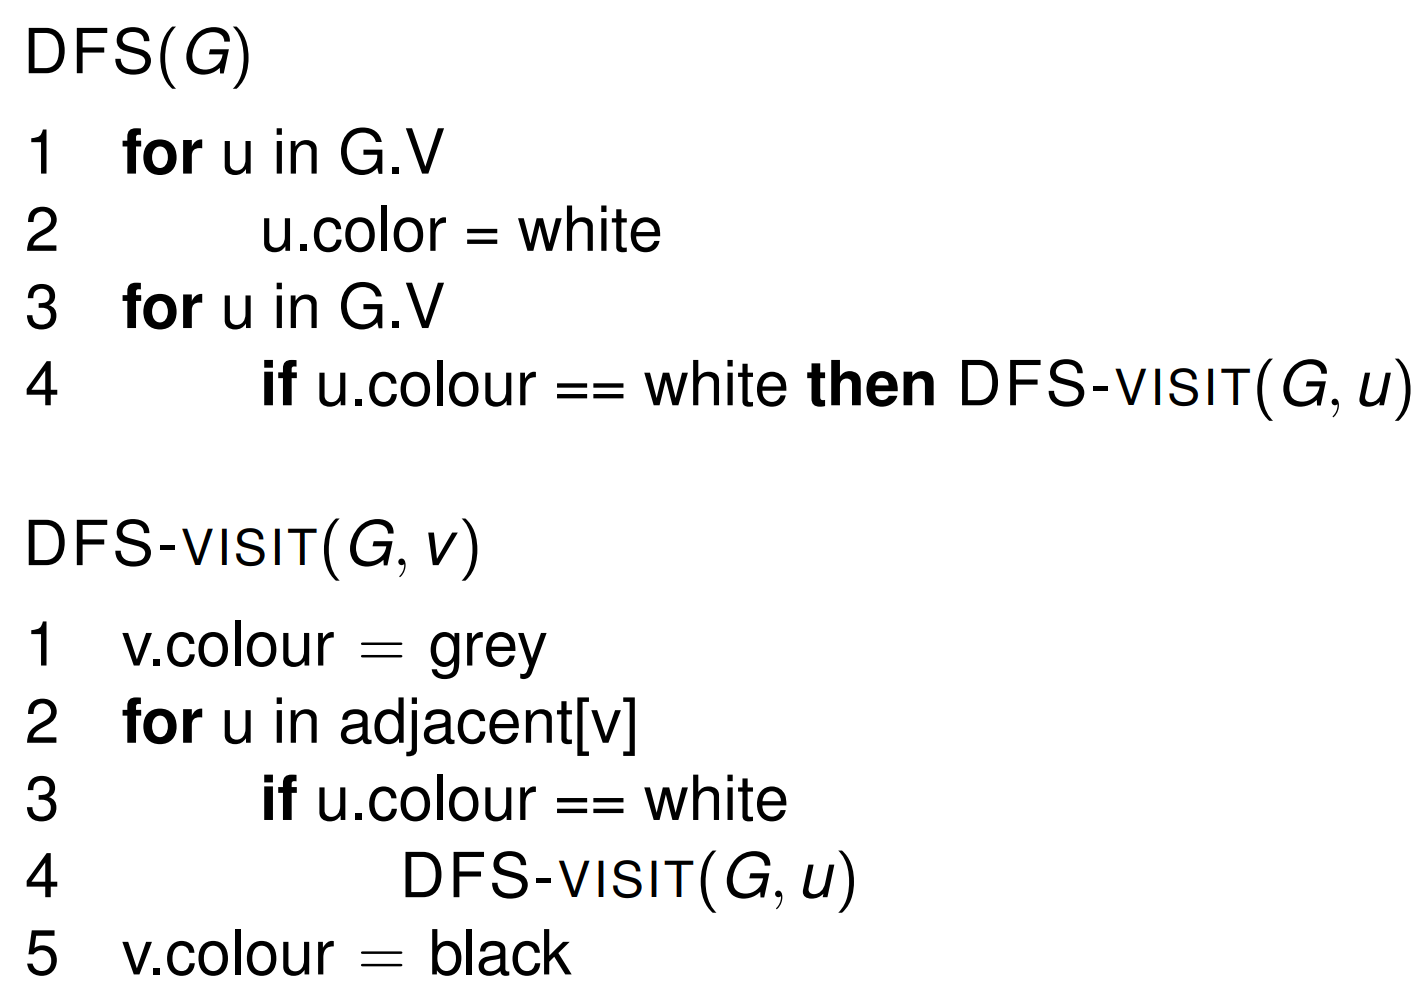 DFS(G)
1 for u in G.V
2 u.color = white
3 for u in G.V
4 if u.colour == white then DFS-VISIT(G, u)
DFS-VISIT(G, v)
1 v.colour = grey
2 for u in adjacent[v]
3 if u.colour == white
4 DFS-VISIT(G, u)
5 v.colour = black